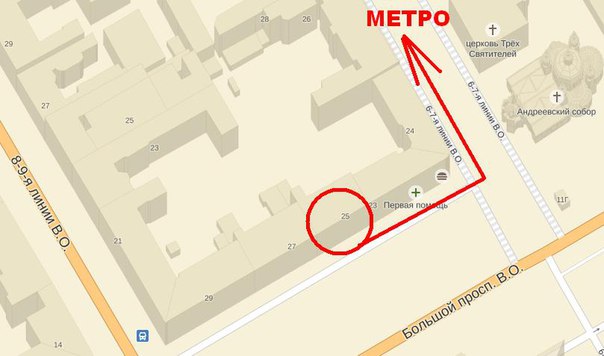 МЕТРО
29
28
26
церковь Трёх
Святителей
27
25
24
6-7-я линии В.О.
6-7-я линии В.О.
Андреевский собор
8-9-я линии В.О.
Первая помощь
23
25
11Г
21
27
29
Большой просп. В.О.
14